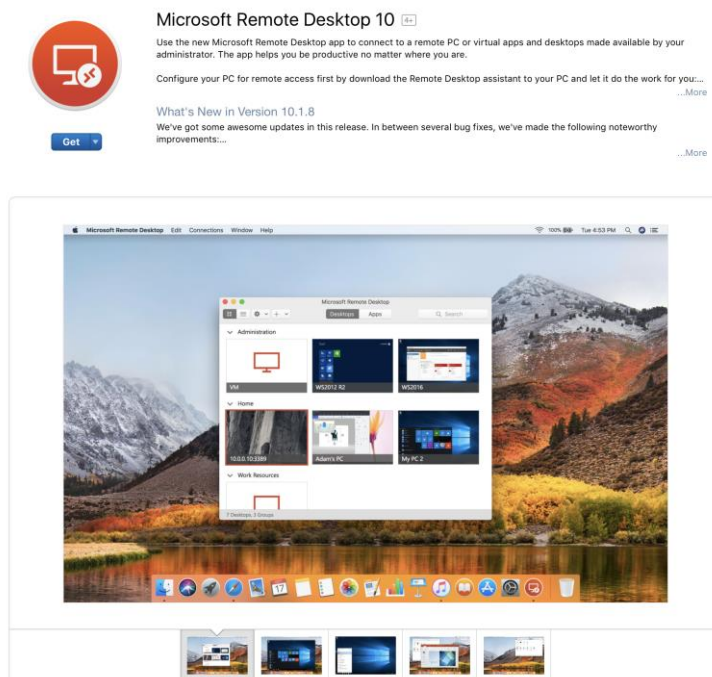 Microsoft Remote Desktop 10 4+
Use the new Microsoft Remote Desktop app to connect to a remote PC or virtual apps and desktops made available by your
administrator. The app helps you be productive no matter where you are.
Configure your PC for remote access first by download the Remote Desktop assistant to your PC and let it do the work for you:...
...More
What's New in Version 10.1.8
We've got some awesome updates in this release. In between several bug fixes, we've made the following noteworthy
improvements:...
...More
Get
Microsoft Remote Desktop Edit Connections Window Help 100% Tue 4:53 PM
Microsoft Remote Desktop
Desktops Apps Search
Administration
VM WS2012 R2 WS2016
Home
10.0.0.10:3389 Adam's PC My PC 2
Work Resources
7 Desktops, 3 Groups
17